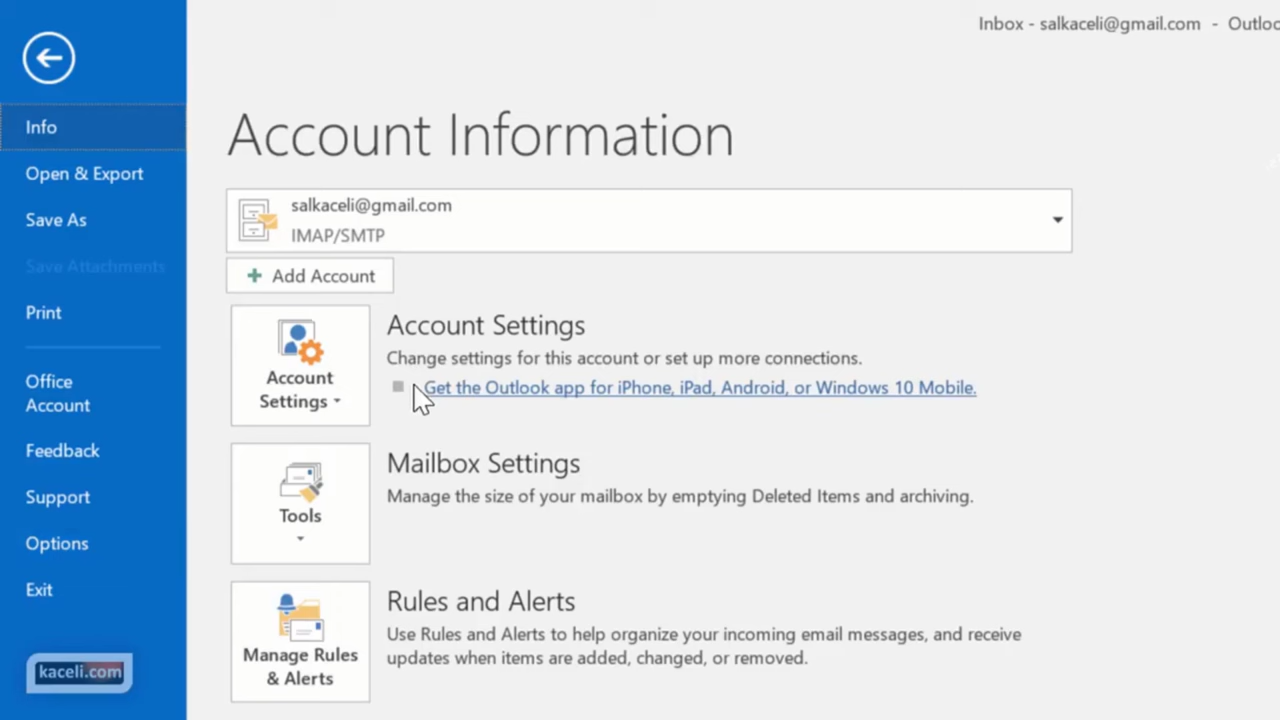 Inbox - salkaceli@gmail.com - Outloo
Info
Open & Export
Save As
Save Attachments
Print
Office
Account
Feedback
Support
Options
Exit
kaceli.com
Account Information
salkaceli@gmail.com
IMAP/SMTP
Add Account
Account
Settings
Account Settings
Change settings for this account or set up more connections.
Get the Outlook app for iPhone, iPad, Android, or Windows 10 Mobile.
Tools
Mailbox Settings
Manage the size of your mailbox by emptying Deleted Items and archiving.
Manage Rules
& Alerts
Rules and Alerts
Use Rules and Alerts to help organize your incoming email messages, and receive
updates when items are added, changed, or removed.